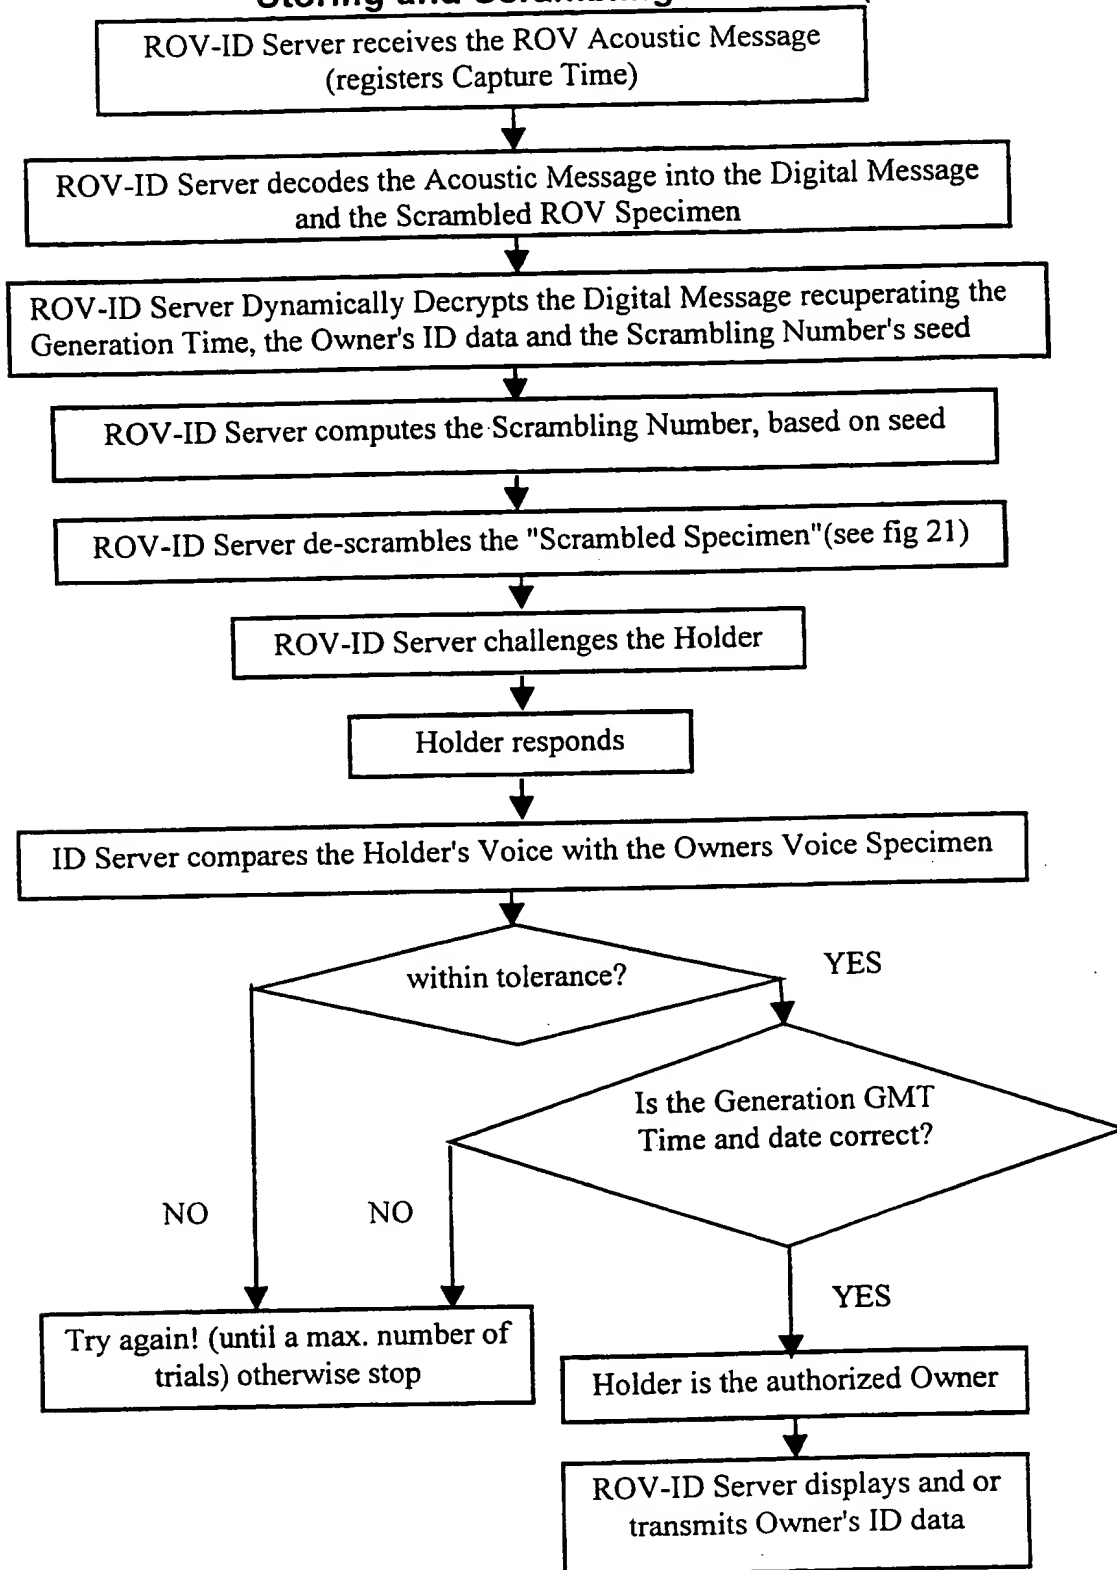 Storing and Scrambling
ROV-ID Server receives the ROV Acoustic Message
(registers Capture Time)
ROV-ID Server decodes the Acoustic Message into the Digital Message
and the Scrambled ROV Specimen
ROV-ID Server Dynamically Decrypts the Digital Message recuperating the
Generation Time, the Owner's ID data and the Scrambling Number's seed
ROV-ID Server computes the Scrambling Number, based on seed
ROV-ID Server de-scrambles the "Scrambled Specimen"(see fig 21)
ROV-ID Server challenges the Holder
Holder responds
ID Server compares the Holder's Voice with the Owners Voice Specimen
within tolerance?
YES
Is the Generation GMT
Time and date correct?
NO
NO
YES
Try again! (until a max. number of
trials) otherwise stop
Holder is the authorized Owner
ROV-ID Server displays and or
transmits Owner's ID data